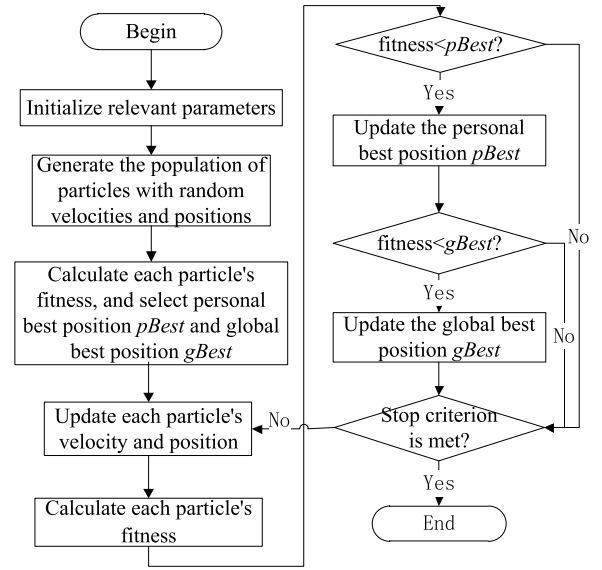 Begin
Initialize relevant parameters
Generate the population of
particles with random
velocities and positions
Calculate each particle's
fitness, and select personal
best position pBest and global
best position gBest
Update each particle's
velocity and position
Calculate each particle's
fitness
fitness<pBest?
Yes
Update the personal
best position pBest
No
fitness<gBest?
Yes
No
Update the global best
position gBest
Stop criterion
is met?
No
Yes
End